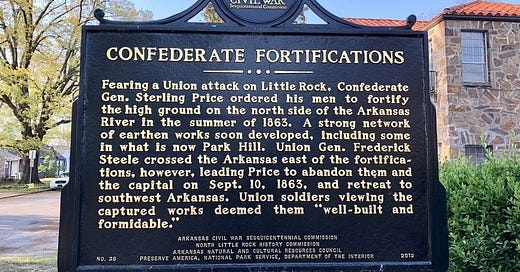 CIVIL WAR
Sesquicentennial Commission
CONFEDERATE FORTIFICATIONS
Fearing a Union attack on Little Rock, Confederate
Gen. Sterling Price ordered his men to fortify
the high ground on the north side of the Arkansas
River in the summer of 1863. A strong network
of earthen works soon developed, including some
in what is now Park Hill. Union Gen. Frederick
Steele crossed the Arkansas east of the fortifica-
tions, however, leading Price to abandon them and
the capital on Sept. 10, 1863, and retreat to
southwest Arkansas. Union soldiers viewing the
captured works deemed them "well-built and
formidable."
ARKANSAS CIVIL WAR SESQUICENTENNIAL COMMISSION
NORTH LITTLE ROCK HISTORY COMMISSION
ARKANSAS NATURAL AND CULTURAL RESOURCES COUNCIL
NO. 36 PRESERVE AMERICA, NATIONAL PARK SERVICE, DEPARTMENT OF THE INTERIOR